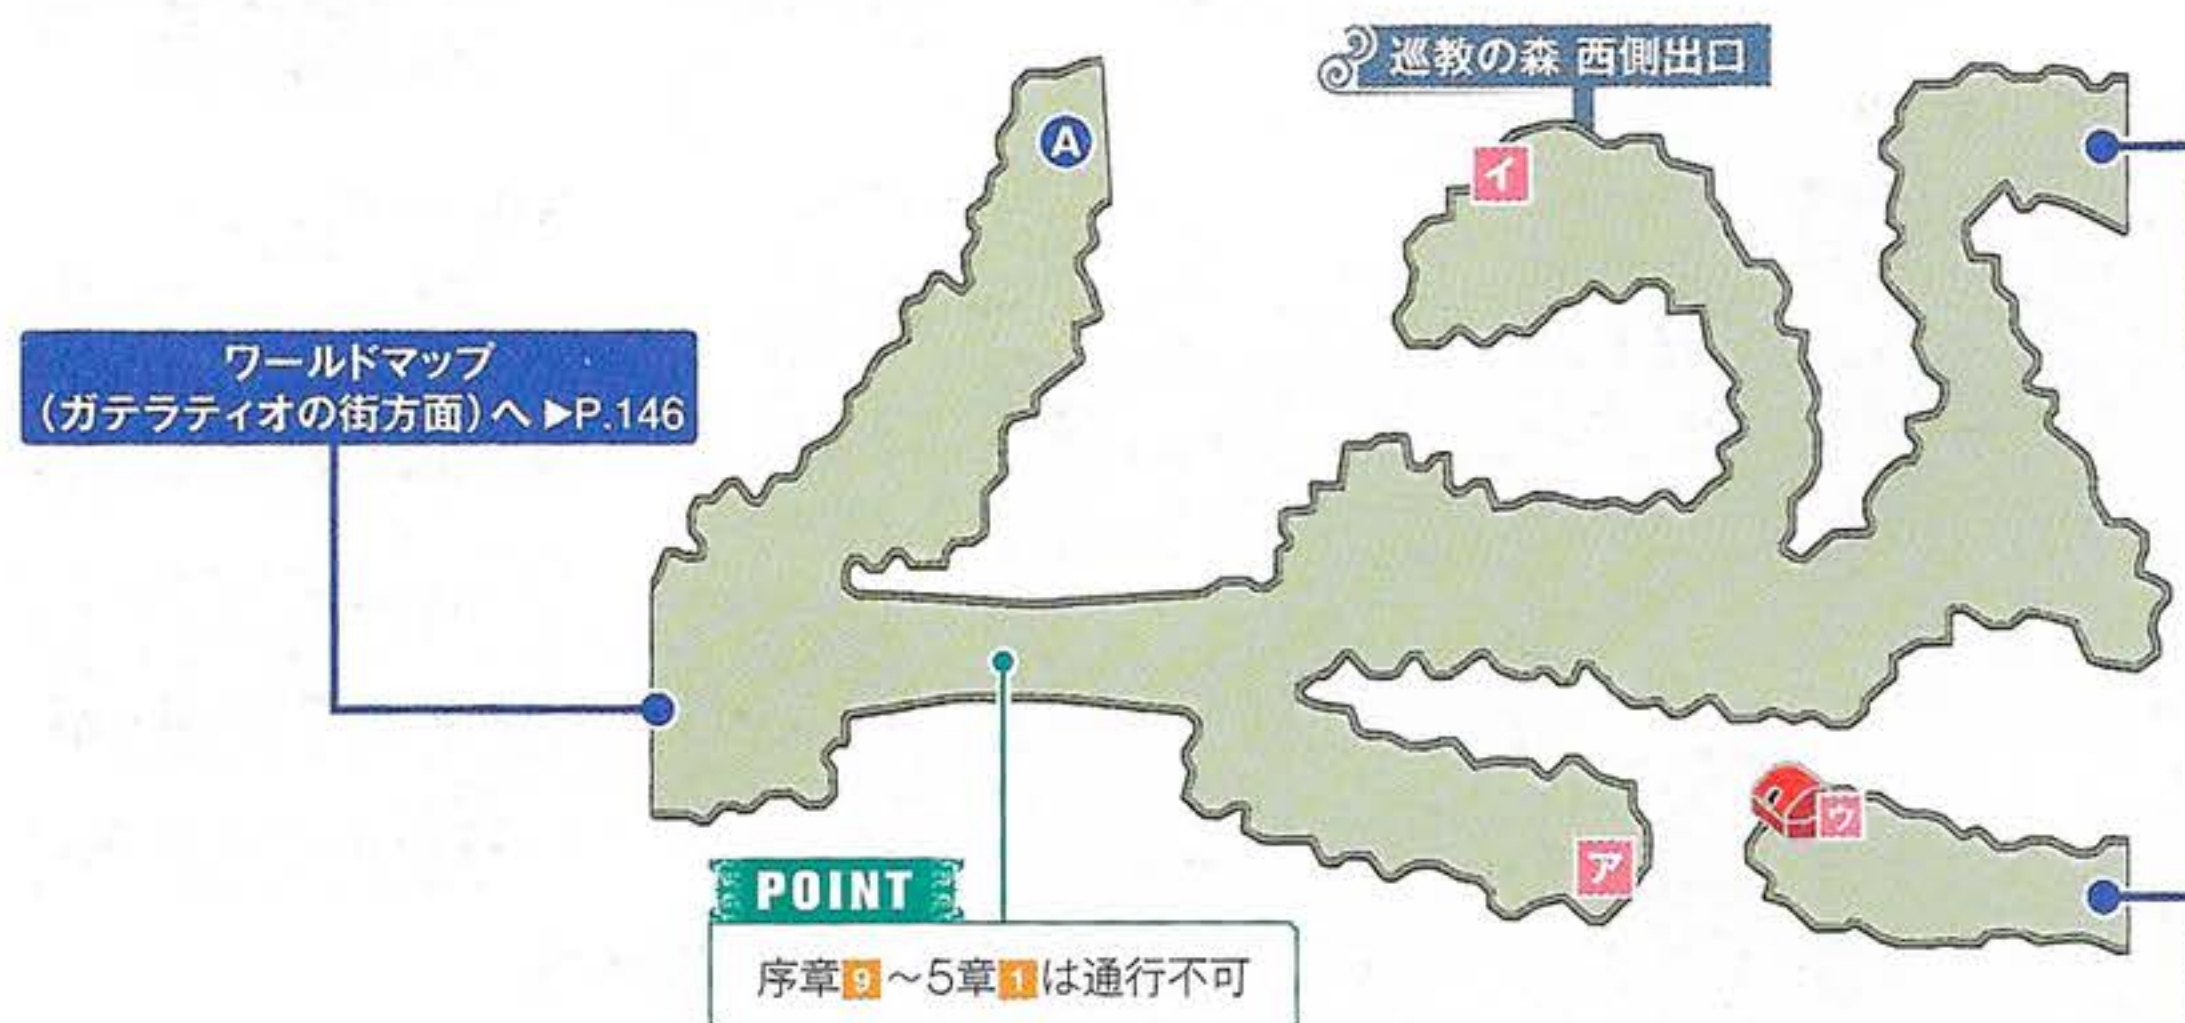 巡教の森 西側出口
A
イ
ワールドマップ
(ガテラティオの街方面)へ ▶P.146
ウ
ア
POINT
序章9～5章1は通行不可